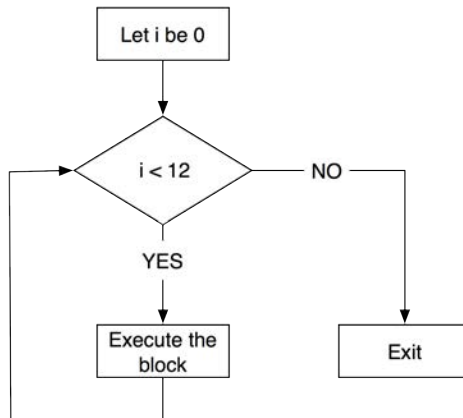 Let i be 0
i < 12
NO
YES
Execute the
block
Exit